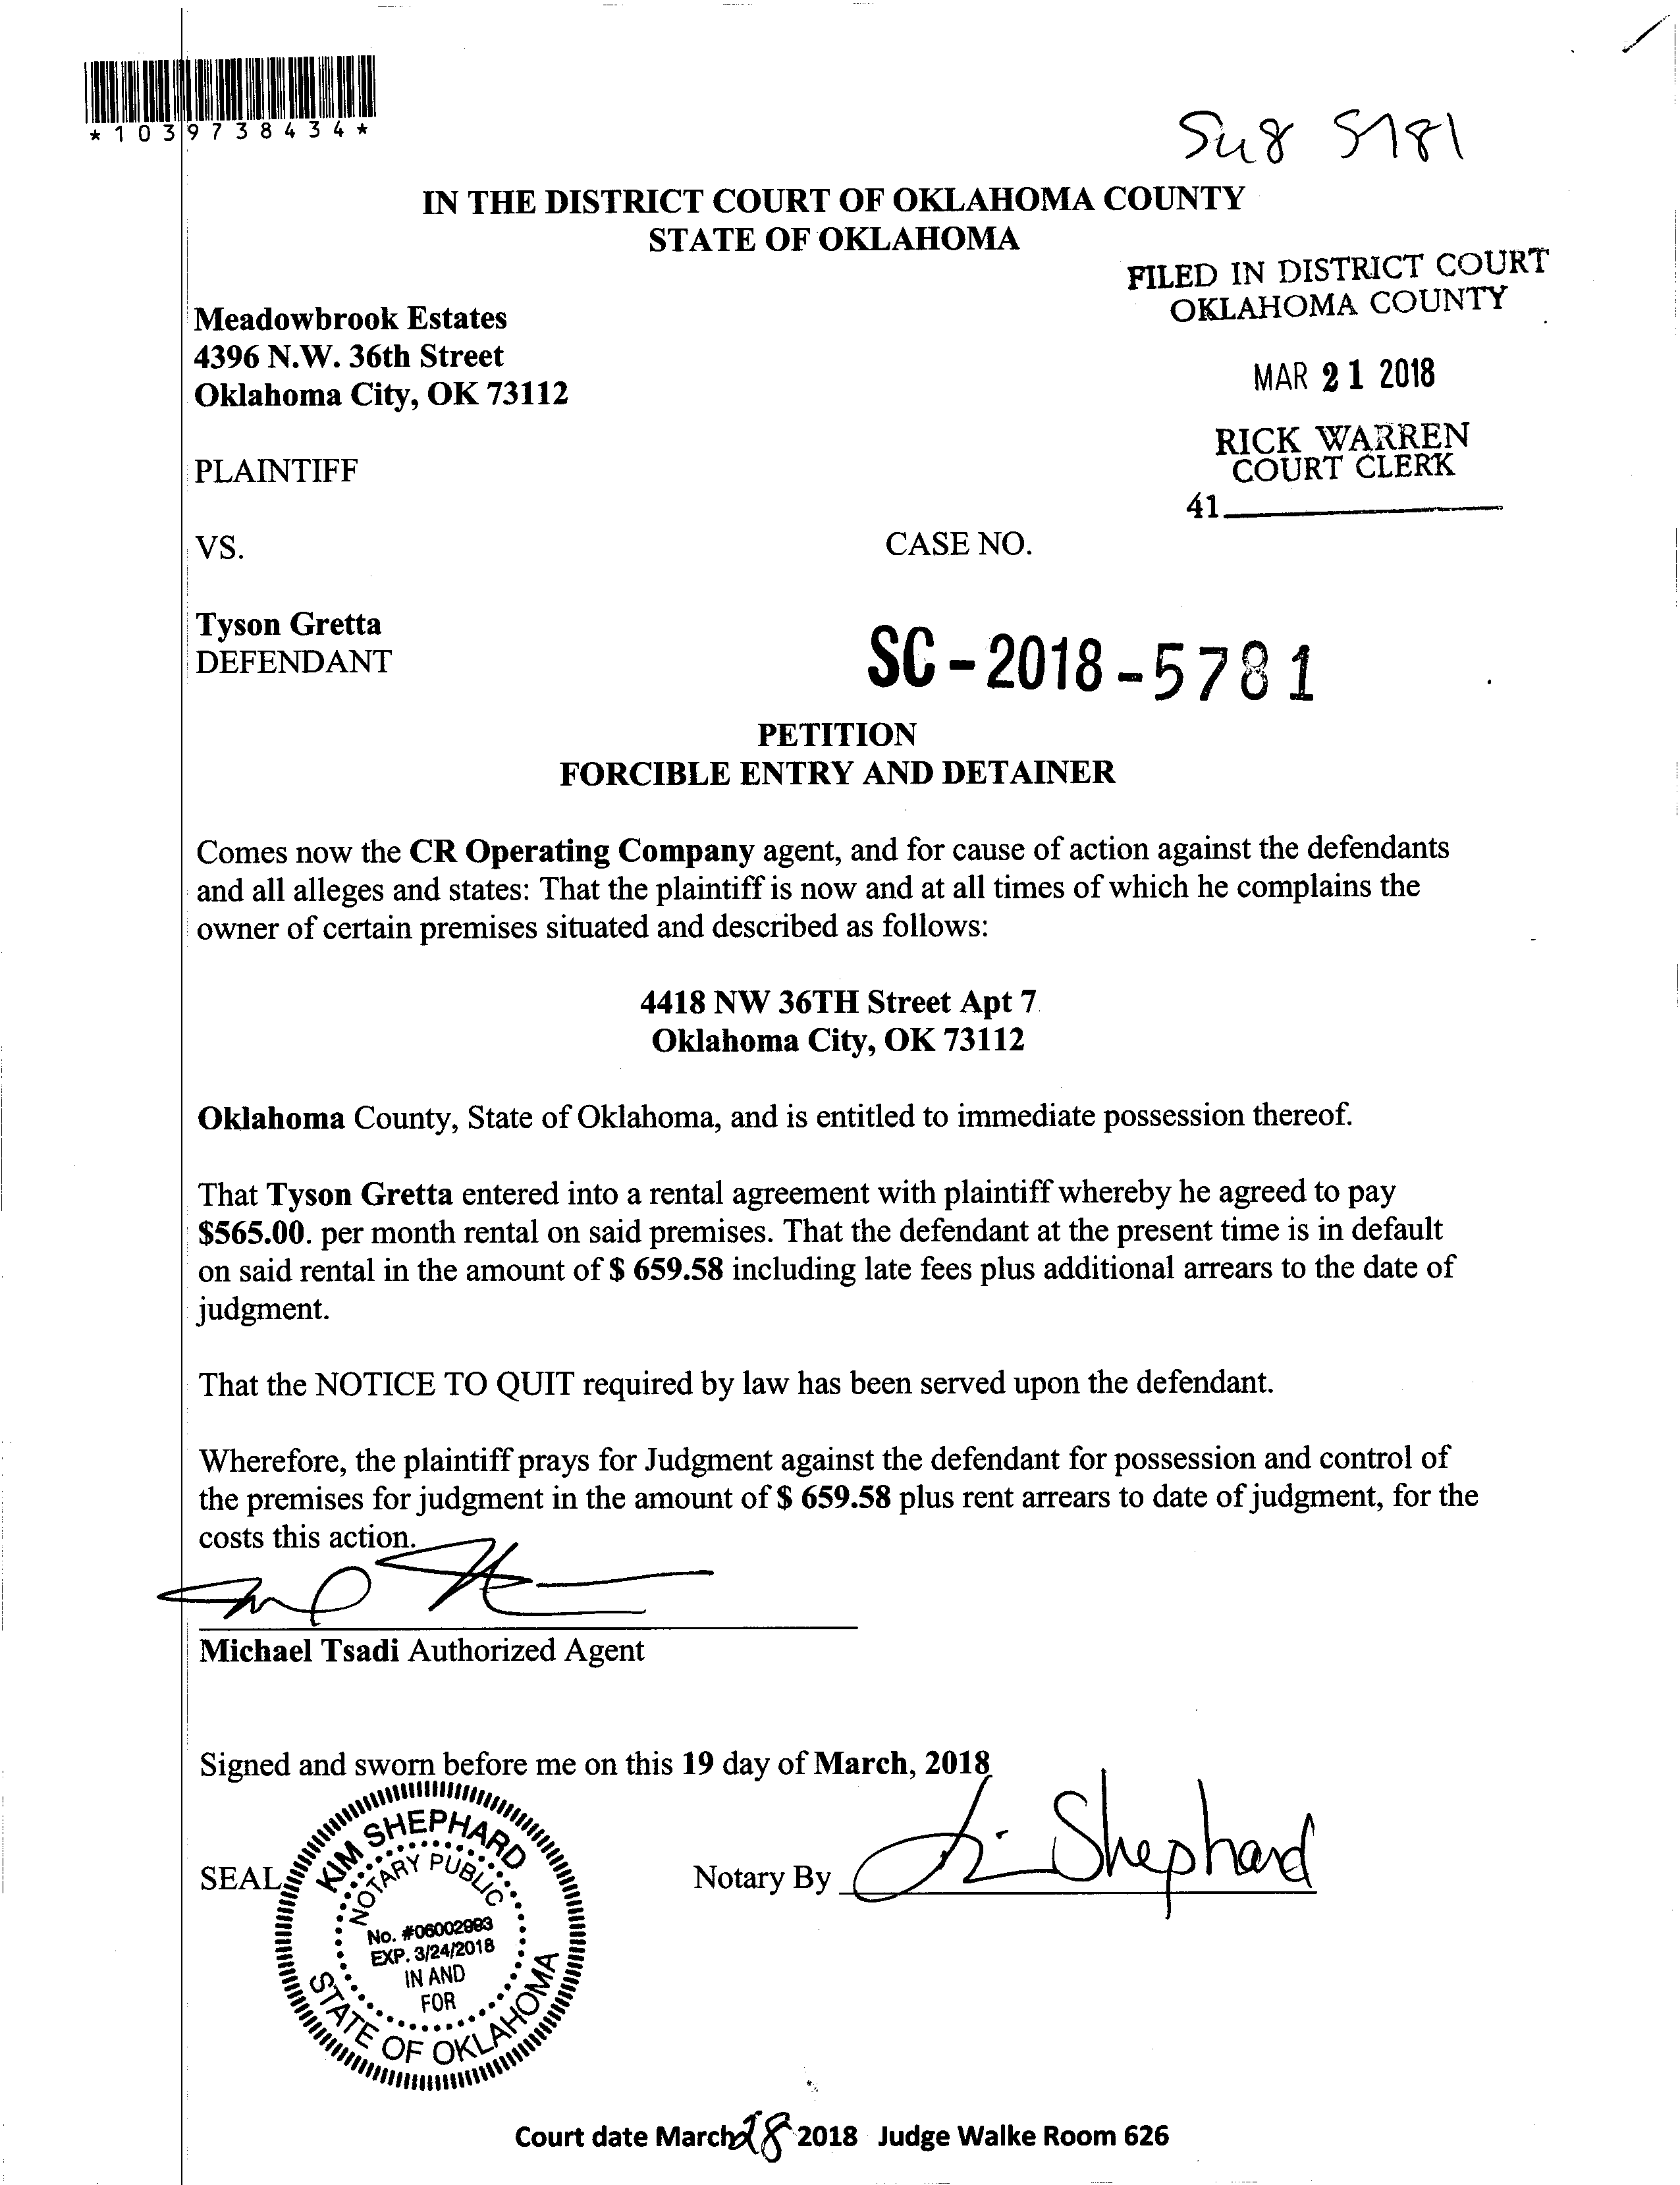 *1039738434*
IN THE DISTRICT COURT OF OKLAHOMA COUNTY
STATE OF OKLAHOMA
FILED IN DISTRICT COURT
OKLAHOMA COUNTY
MAR 21 2018
RICK WARREN
COURT CLERK
41
Meadowbrook Estates
4396 N.W. 36th Street
Oklahoma City, OK 73112
PLAINTIFF
VS.
CASE NO.
Tyson Gretta
DEFENDANT
SC-2018-5781
PETITION
FORCIBLE ENTRY AND DETAINER
Comes now the CR Operating Company agent, and for cause of action against the defendants
and all alleges and states: That the plaintiff is now and at all times of which he complains the
owner of certain premises situated and described as follows:
4418 NW 36TH Street Apt 7
Oklahoma City, OK 73112
Oklahoma County, State of Oklahoma, and is entitled to immediate possession thereof.
That Tyson Gretta entered into a rental agreement with plaintiff whereby he agreed to pay
$565.00. per month rental on said premises. That the defendant at the present time is in default
on said rental in the amount of $ 659.58 including late fees plus additional arrears to the date of
judgment.
That the NOTICE TO QUIT required by law has been served upon the defendant.
Wherefore, the plaintiff prays for Judgment against the defendant for possession and control of
the premises for judgment in the amount of $ 659.58 plus rent arrears to date of judgment, for the
costs this action.
Michael Tsadi Authorized Agent
Signed and sworn before me on this 19 day of March, 2018
SEAL
KIM SHEPHARD
NOTARY PUBLIC
No. #06002993
EXP. 3/24/2018
IN AND
FOR
STATE OF OKLAHOMA
Notary By Shephard
Court date March 28 2018 Judge Walke Room 626